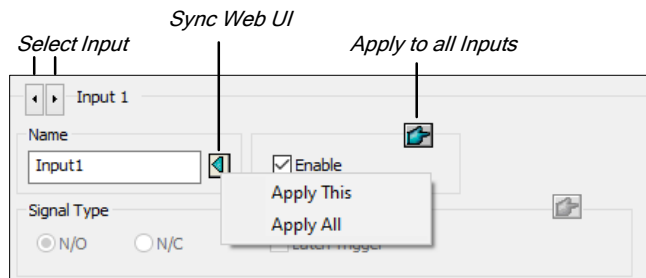 Sync Web UI
Select Input
Apply to all Inputs
Input 1
Name
Input1
Enable
Apply This
Apply All
Signal Type
N/O
N/C
Latch Trigger